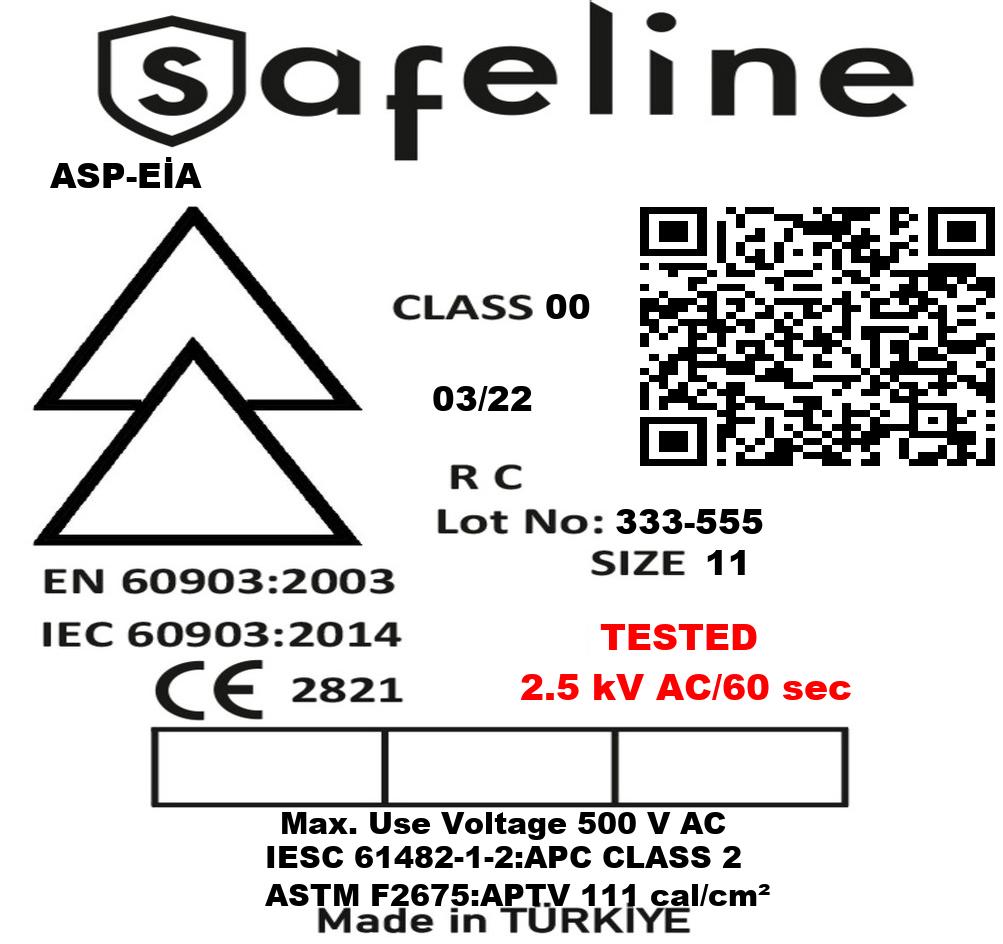 Safeline
ASP-EİA
CLASS 00
03/22
R C
Lot No: 333-555
SIZE 11
EN 60903:2003
IEC 60903:2014
TESTED
CE 2821
2.5 kV AC/60 sec
Max. Use Voltage 500 V AC
IESC 61482-1-2:APC CLASS 2
ASTM F2675:APTV 111 cal/cm²
Made in TÜRKİYE